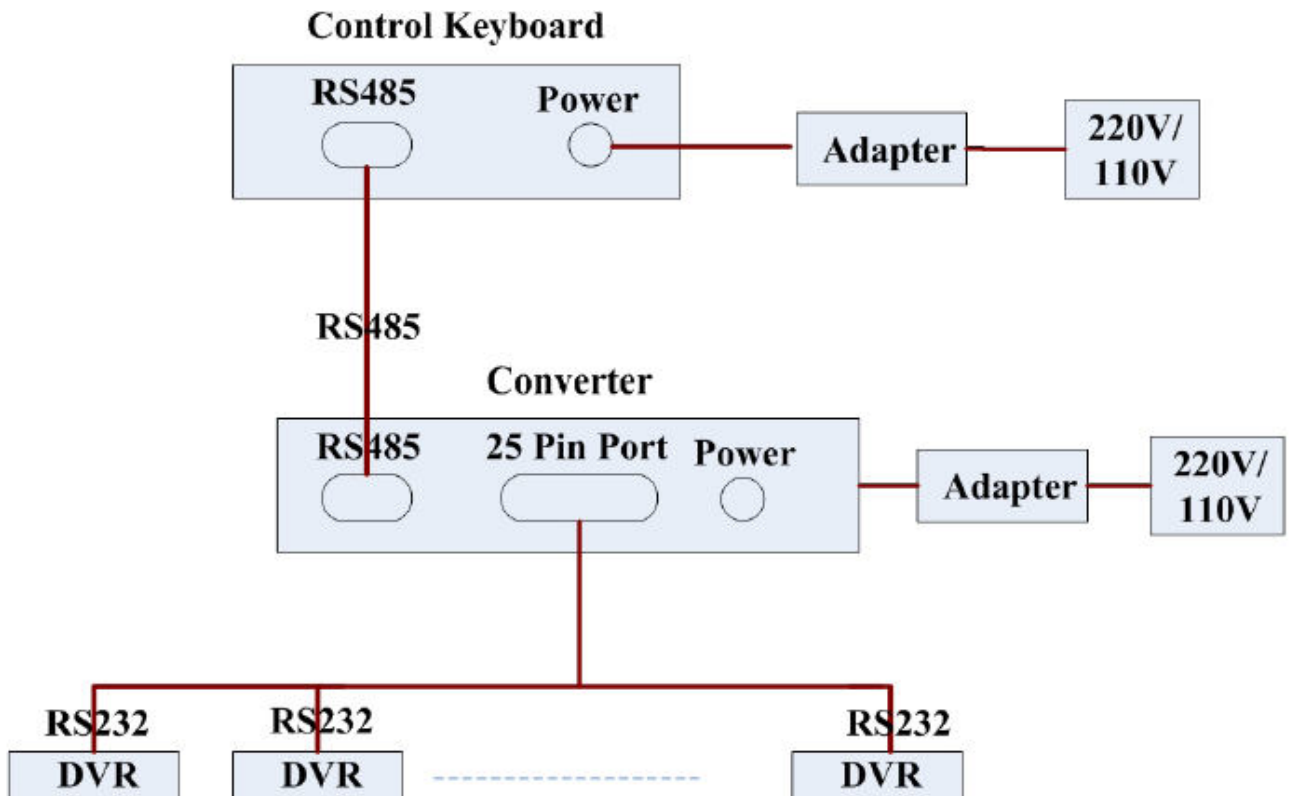 Control Keyboard
RS485
Power
Adapter
220V/
110V
RS485
Converter
RS485
25 Pin Port
Power
Adapter
220V/
110V
RS232
RS232
RS232
DVR
DVR
DVR